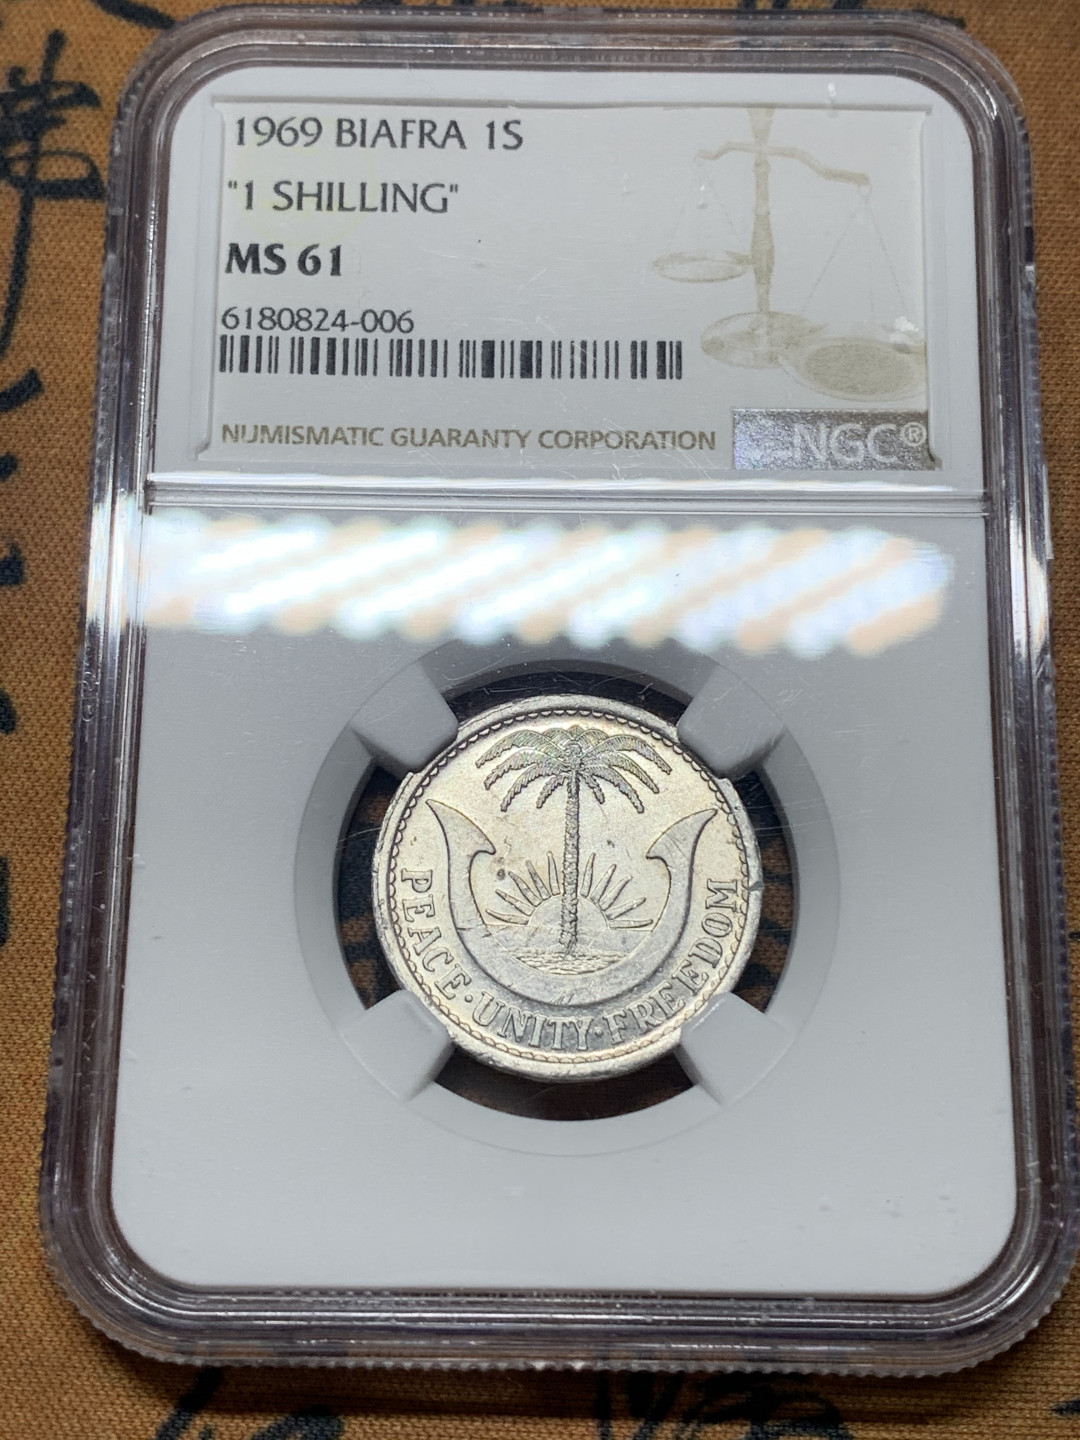 1969 BIAFRA 1S
"1 SHILLING"
MS 61
6180824-006
NUMISMATIC GUARANTY CORPORATION
NGC®
PEACE · UNITY · FREEDOM